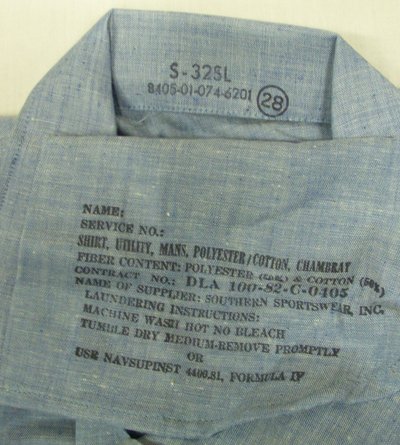 S-32SL
8405-01-074-6201 28
NAME:
SERVICE NO.:
SHIRT, UTILITY, MANS, POLYESTER/COTTON, CHAMBRAY
FIBER CONTENT: POLYESTER (50%) & COTTON (50%)
CONTRACT NO.: DLA 100-82-C-0405
NAME OF SUPPLIER: SOUTHERN SPORTSWEAR, INC.
LAUNDERING INSTRUCTIONS:
MACHINE WASH HOT NO BLEACH
TUMBLE DRY MEDIUM-REMOVE PROMPTLY
OR
USE NAVSUPINST 4400.81, FORMULA IV